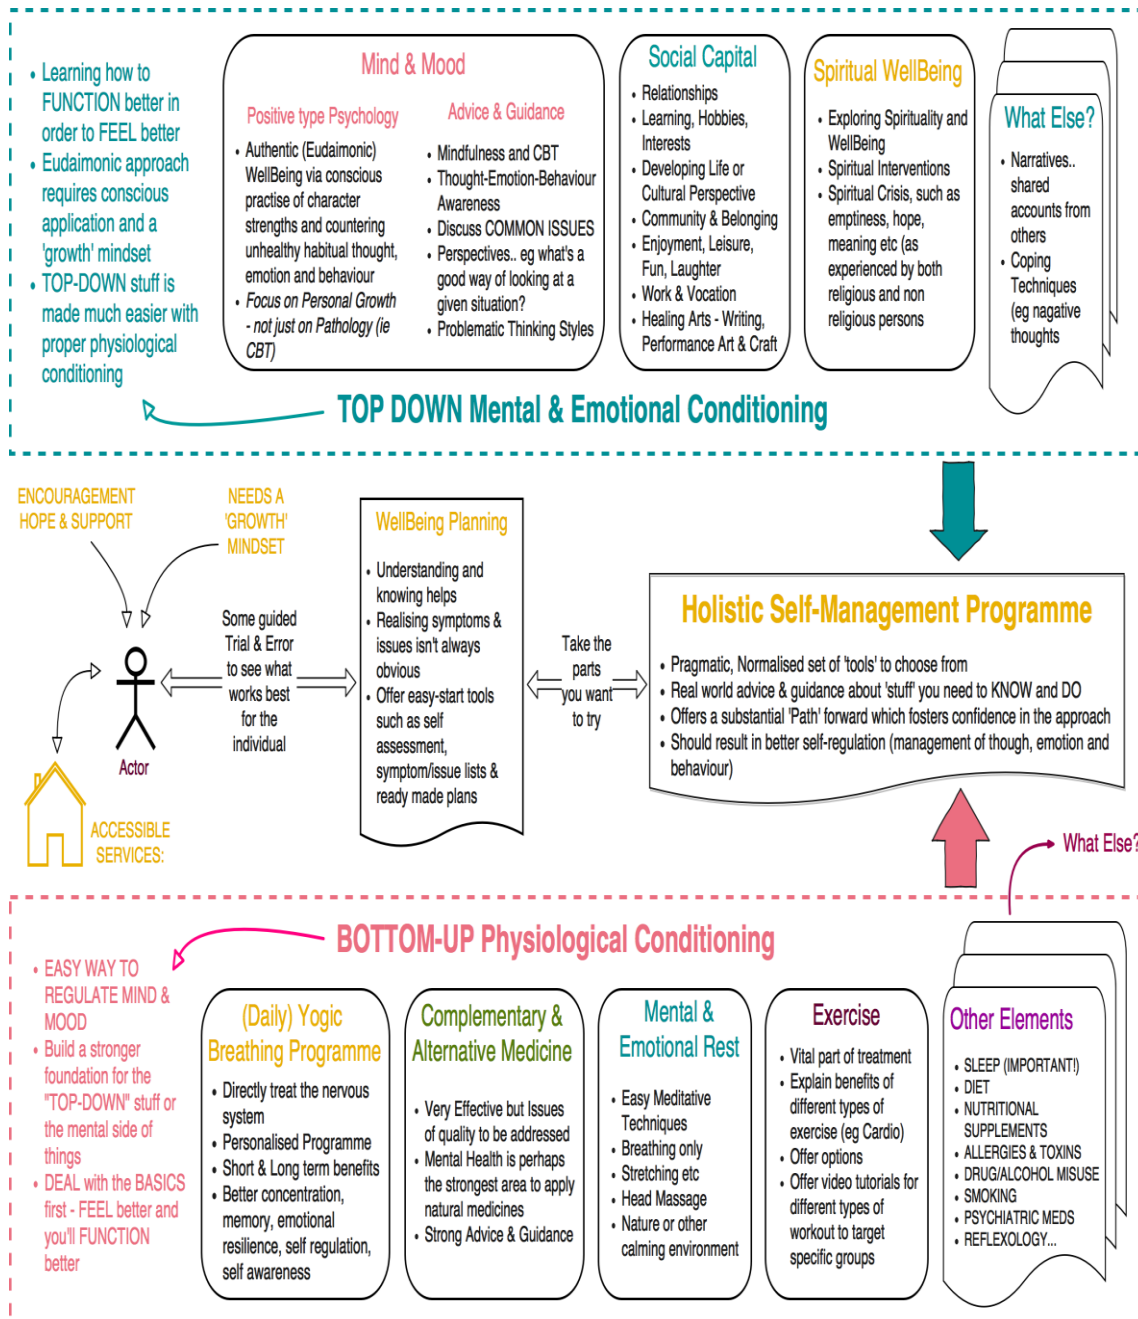 • Learning how to
FUNCTION better in
order to FEEL better
• Eudaimonic approach
requires conscious
application and a
'growth' mindset
• TOP-DOWN stuff is
made much easier with
proper physiological
conditioning
Mind & Mood
Positive type Psychology
• Authentic (Eudaimonic)
WellBeing via conscious
practise of character
strengths and countering
unhealthy habitual thought,
emotion and behaviour
• Focus on Personal Growth
- not just on Pathology (ie
CBT)
Advice & Guidance
• Mindfulness and CBT
• Thought-Emotion-Behaviour
Awareness
• Discuss COMMON ISSUES
• Perspectives.. eg what's a
good way of looking at a
given situation?
• Problematic Thinking Styles
Social Capital
• Relationships
• Learning, Hobbies,
Interests
• Developing Life or
Cultural Perspective
• Community & Belonging
• Enjoyment, Leisure,
Fun, Laughter
• Work & Vocation
• Healing Arts - Writing,
Performance Art & Craft
Spiritual WellBeing
• Exploring Spirituality and
WellBeing
• Spiritual Interventions
• Spiritual Crisis, such as
emptiness, hope,
meaning etc (as
experienced by both
religious and non
religious persons
What Else?
• Narratives..
shared
accounts from
others
• Coping
Techniques
(eg nagative
thoughts
TOP DOWN Mental & Emotional Conditioning
ENCOURAGEMENT
HOPE & SUPPORT
NEEDS A
'GROWTH'
MINDSET
Actor
ACCESSIBLE
SERVICES:
Some guided
Trial & Error
to see what
works best
for the
individual
WellBeing Planning
• Understanding and
knowing helps
• Realising symptoms &
issues isn't always
obvious
• Offer easy-start tools
such as self
assessment,
symptom/issue lists &
ready made plans
Take the
parts
you want
to try
Holistic Self-Management Programme
• Pragmatic, Normalised set of 'tools' to choose from
• Real world advice & guidance about 'stuff' you need to KNOW and DO
• Offers a substantial 'Path' forward which fosters confidence in the approach
• Should result in better self-regulation (management of though, emotion and
behaviour)
What Else?
BOTTOM-UP Physiological Conditioning
• EASY WAY TO
REGULATE MIND &
MOOD
• Build a stronger
foundation for the
"TOP-DOWN" stuff or
the mental side of
things
• DEAL with the BASICS
first - FEEL better and
you'll FUNCTION
better
(Daily) Yogic
Breathing Programme
• Directly treat the nervous
system
• Personalised Programme
• Short & Long term benefits
• Better concentration,
memory, emotional
resilience, self regulation,
self awareness
Complementary &
Alternative Medicine
• Very Effective but Issues
of quality to be addressed
• Mental Health is perhaps
the strongest area to apply
natural medicines
• Strong Advice & Guidance
Mental &
Emotional Rest
• Easy Meditative
Techniques
• Breathing only
• Stretching etc
• Head Massage
• Nature or other
calming environment
Exercise
• Vital part of treatment
• Explain benefits of
different types of
exercise (eg Cardio)
• Offer options
• Offer video tutorials for
different types of
workout to target
specific groups
Other Elements
• SLEEP (IMPORTANT!)
• DIET
• NUTRITIONAL
SUPPLEMENTS
• ALLERGIES & TOXINS
• DRUG/ALCOHOL MISUSE
• SMOKING
• PSYCHIATRIC MEDS
• REFLEXOLOGY...